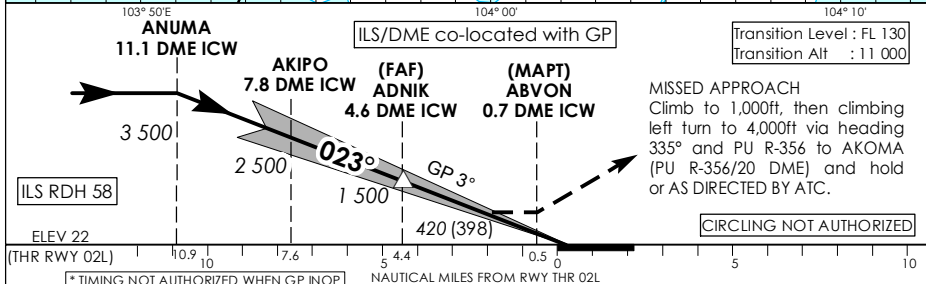 103° 50'E
104° 00'
104° 10'
ANUMA
11.1 DME ICW
ILS/DME co-located with GP
Transition Level : FL 130
Transition Alt : 11 000
AKIPO
7.8 DME ICW
(FAF)
ADNIK
4.6 DME ICW
(MAPT)
ABVON
0.7 DME ICW
MISSED APPROACH
Climb to 1,000ft, then climbing
left turn to 4,000ft via heading
335° and PU R-356 to AKOMA
(PU R-356/20 DME) and hold
or AS DIRECTED BY ATC.
3 500
2 500
023°
GP 3°
1 500
ILS RDH 58
420 (398)
CIRCLING NOT AUTHORIZED
ELEV 22
(THR RWY 02L)
10.9
10
7.6
5
4.4
0.5
0
5
10
* TIMING NOT AUTHORIZED WHEN GP INOP
NAUTICAL MILES FROM RWY THR 02L